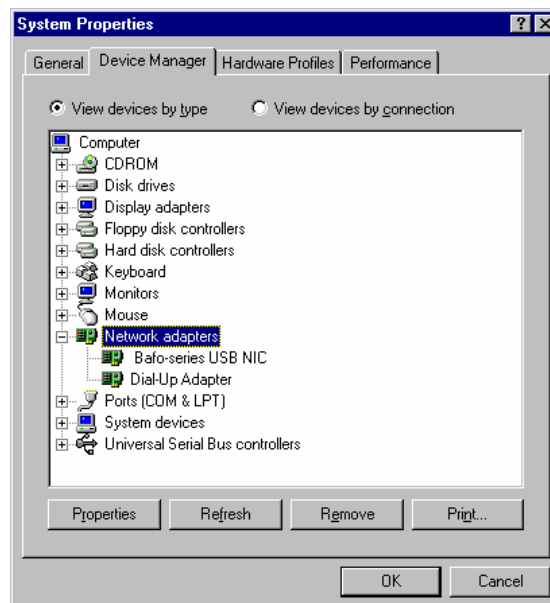 System Properties
General Device Manager Hardware Profiles Performance
View devices by type View devices by connection
Computer
CDROM
Disk drives
Display adapters
Floppy disk controllers
Hard disk controllers
Keyboard
Monitors
Mouse
Network adapters
Bafo-series USB NIC
Dial-Up Adapter
Ports (COM & LPT)
System devices
Universal Serial Bus controllers
Properties Refresh Remove Print...
OK Cancel